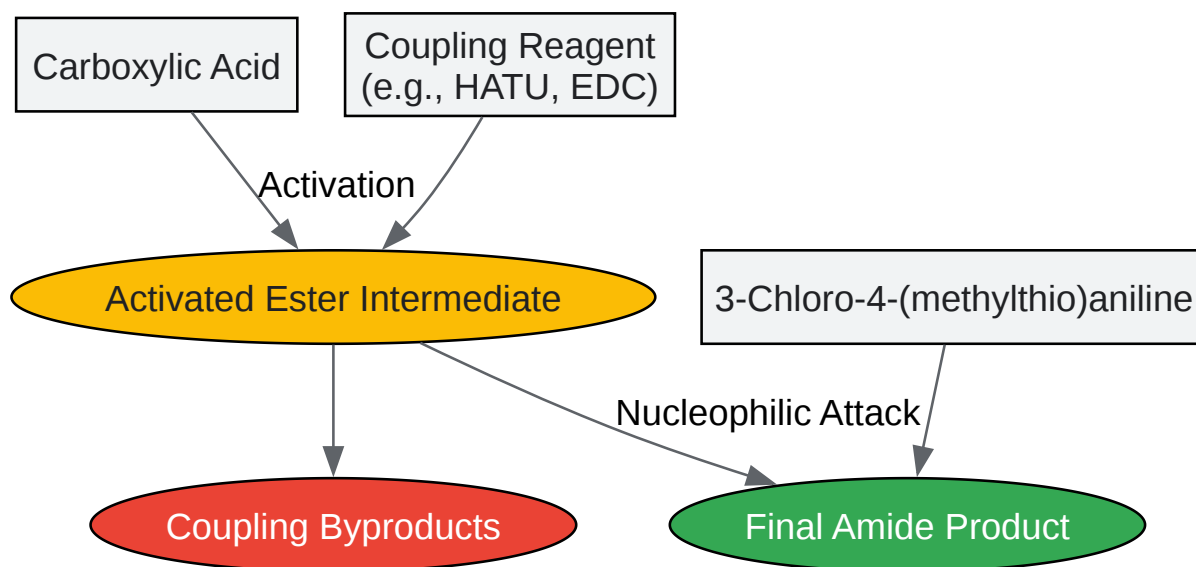 Carboxylic Acid
Coupling Reagent
(e.g., HATU, EDC)
Activation
Activated Ester Intermediate
3-Chloro-4-(methylthio)aniline
Nucleophilic Attack
Coupling Byproducts
Final Amide Product